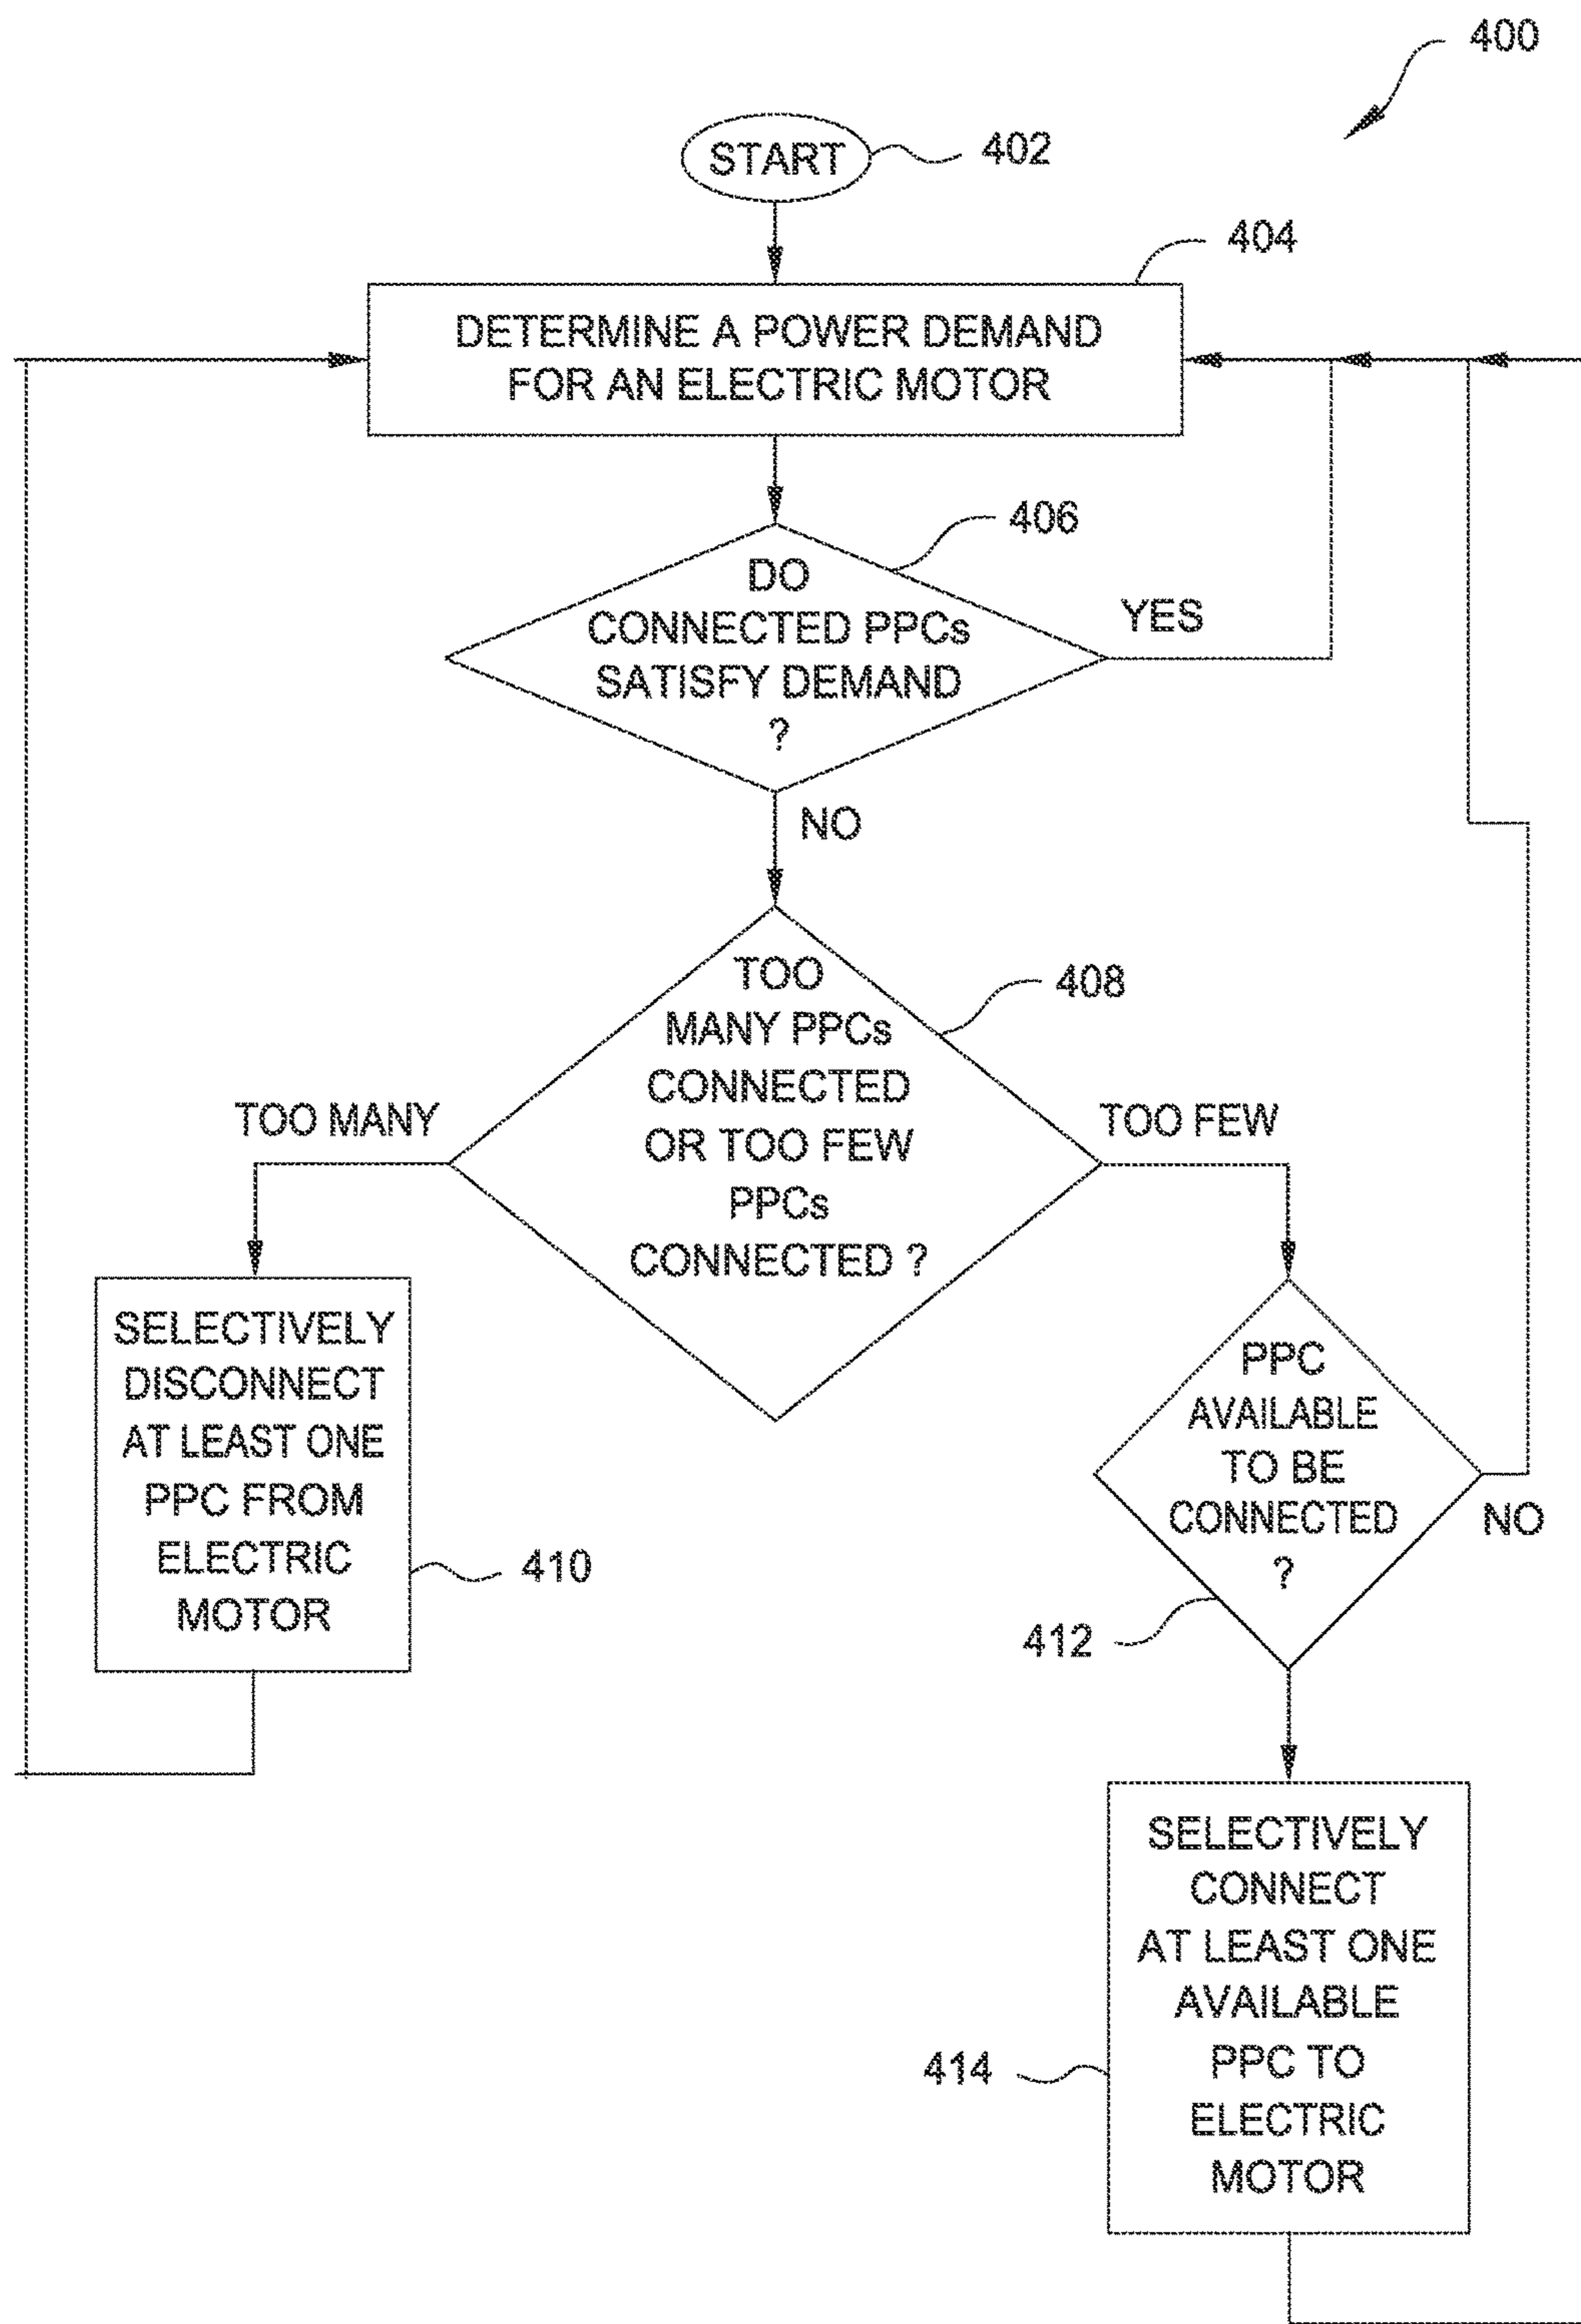 400
START
402
404
DETERMINE A POWER DEMAND
FOR AN ELECTRIC MOTOR
406
DO
CONNECTED PPCs
SATISFY DEMAND
?
YES
NO
408
TOO
MANY PPCs
CONNECTED
OR TOO FEW
PPCs
CONNECTED ?
TOO MANY
TOO FEW
SELECTIVELY
DISCONNECT
AT LEAST ONE
PPC FROM
ELECTRIC
MOTOR
410
PPC
AVAILABLE
TO BE
CONNECTED
?
NO
412
SELECTIVELY
CONNECT
AT LEAST ONE
AVAILABLE
PPC TO
ELECTRIC
MOTOR
414